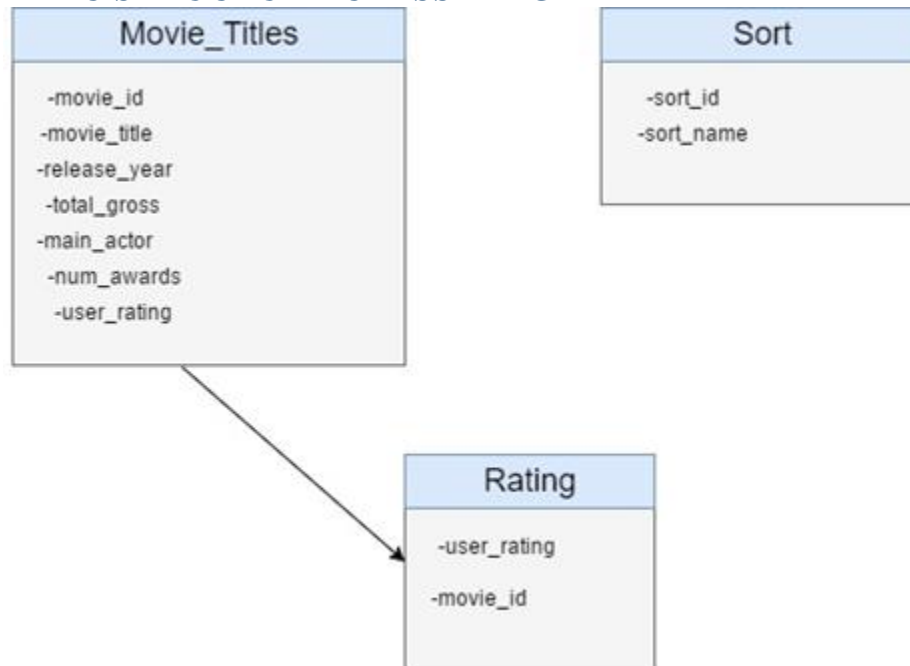 Movie_Titles
-movie_id
-movie_title
-release_year
-total_gross
-main_actor
-num_awards
-user_rating
Sort
-sort_id
-sort_name
Rating
-user_rating
-movie_id